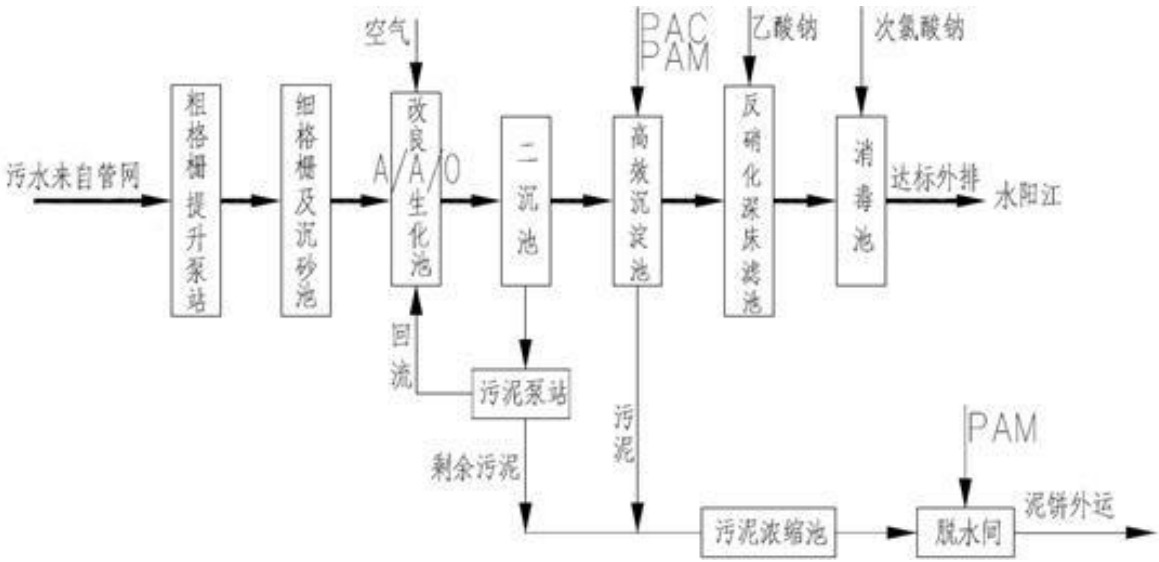 空气
PAC
PAM
乙酸钠
次氯酸钠
污水来自管网
粗格栅提升泵站
细格栅及沉砂池
改良A/A/O生化池
二沉池
高效沉淀池
反硝化深床滤池
消毒池
达标外排
水阳江
回流
污泥泵站
剩余污泥
污泥
PAM
污泥浓缩池
脱水间
泥饼外运